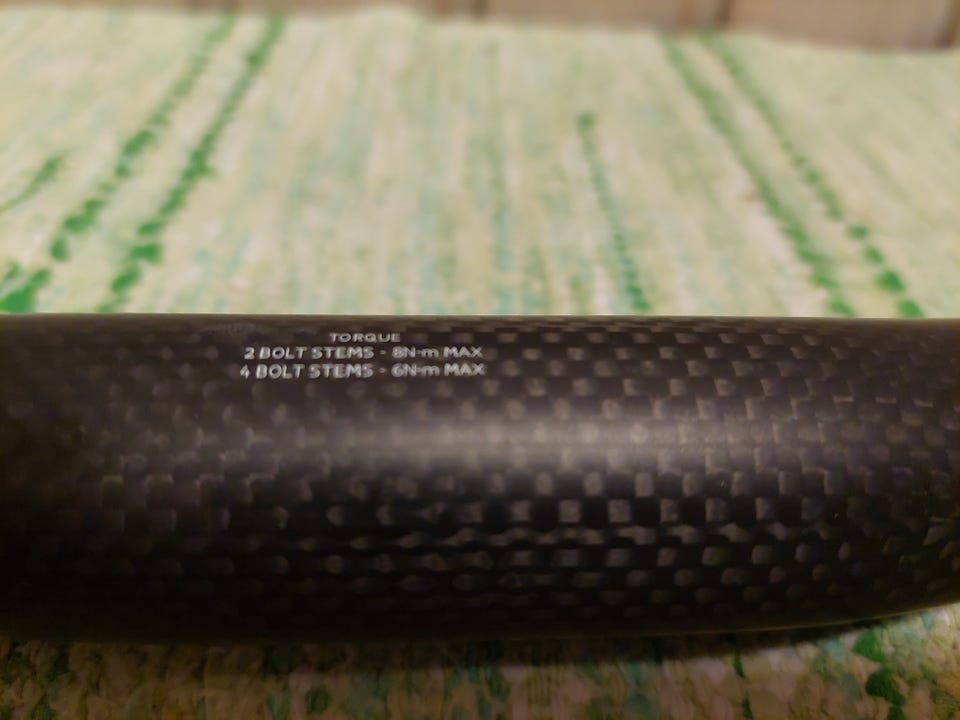 TORQUE
2 BOLT STEMS - 8N-m MAX
4 BOLT STEMS - 6N-m MAX